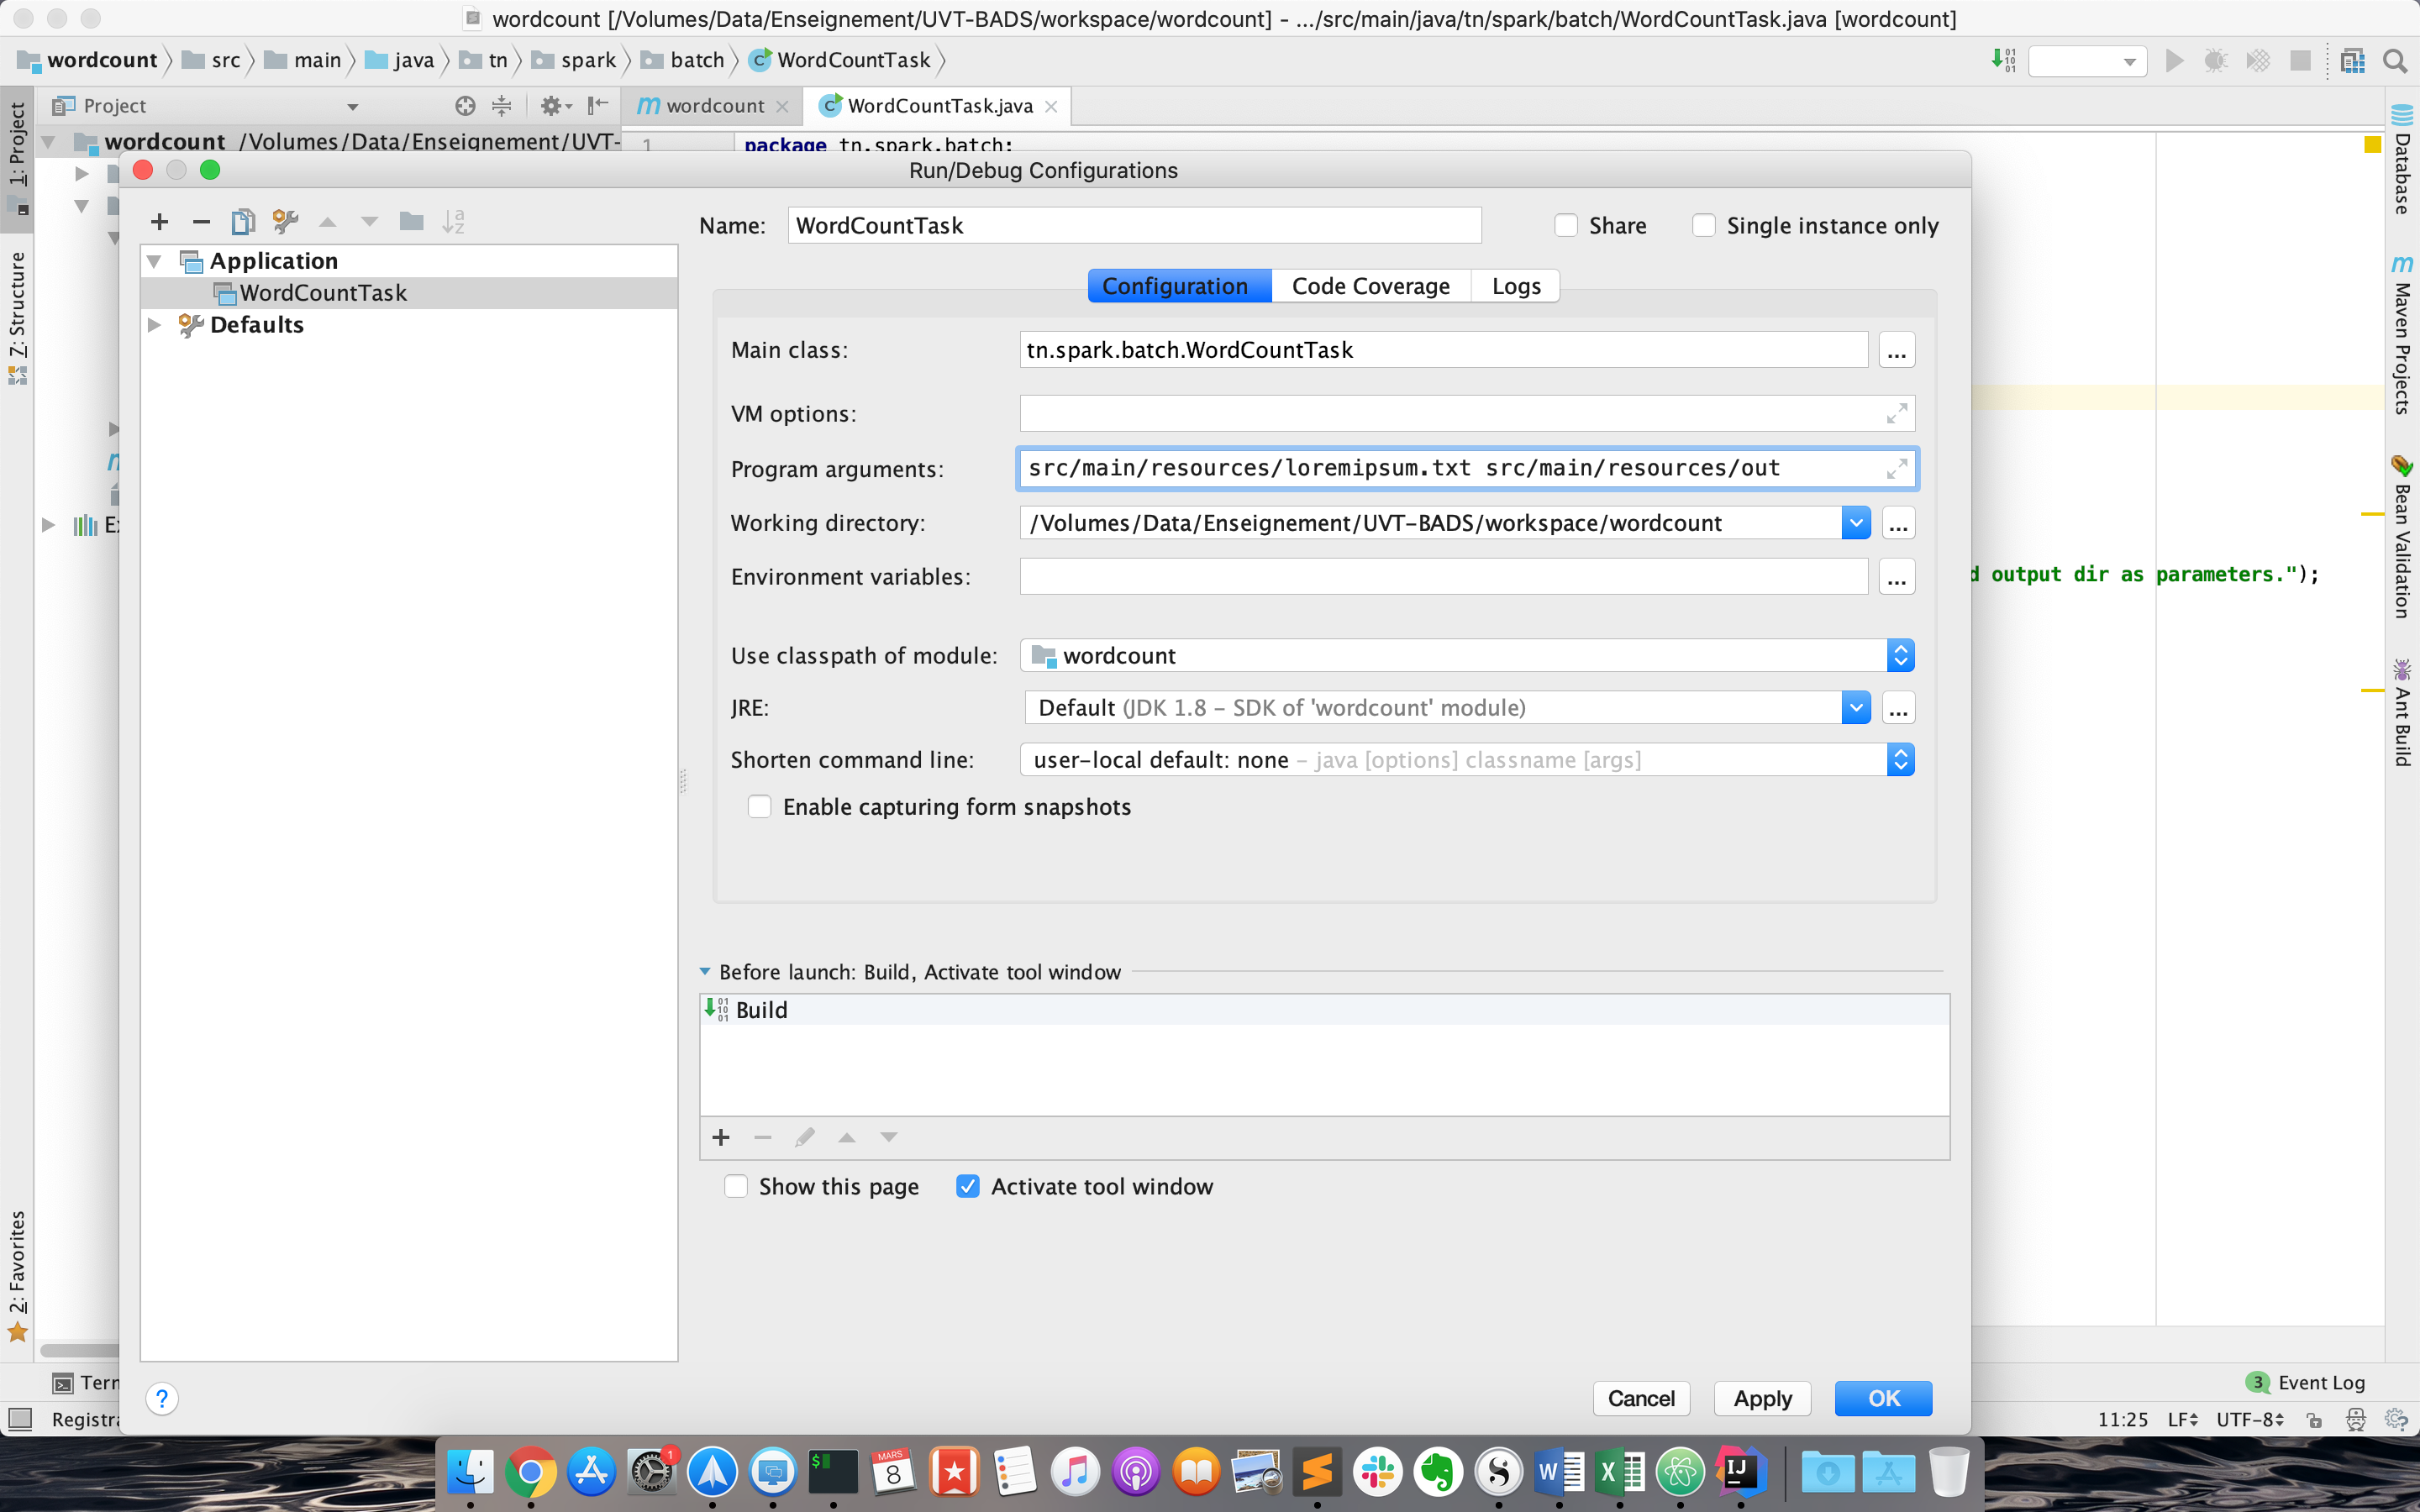 wordcount [/Volumes/Data/Enseignement/UVT-BADS/workspace/wordcount] - .../src/main/java/tn/spark/batch/WordCountTask.java [wordcount]
wordcount src main java tn spark batch WordCountTask
Project wordcount WordCountTask.java
wordcount /Volumes/Data/Enseignement/UVT-
1 package tn.spark.batch;
Run/Debug Configurations
Name: WordCountTask Share Single instance only
Application
WordCountTask
Defaults
Configuration Code Coverage Logs
Main class: tn.spark.batch.WordCountTask ...
VM options:
Program arguments: src/main/resources/loremipsum.txt src/main/resources/out
Working directory: /Volumes/Data/Enseignement/UVT-BADS/workspace/wordcount ...
Environment variables: ...
Use classpath of module: wordcount
JRE: Default (JDK 1.8 - SDK of 'wordcount' module) ...
Shorten command line: user-local default: none - java [options] classname [args]
Enable capturing form snapshots
Before launch: Build, Activate tool window
Build
Show this page Activate tool window
? Cancel Apply OK
d output dir as parameters.");
1: Project
7: Structure
2: Favorites
Database
Maven Projects
Bean Validation
Ant Build
Term
3 Event Log
Registra
11:25 LF UTF-8
1
MARS
8
W
X
IJ